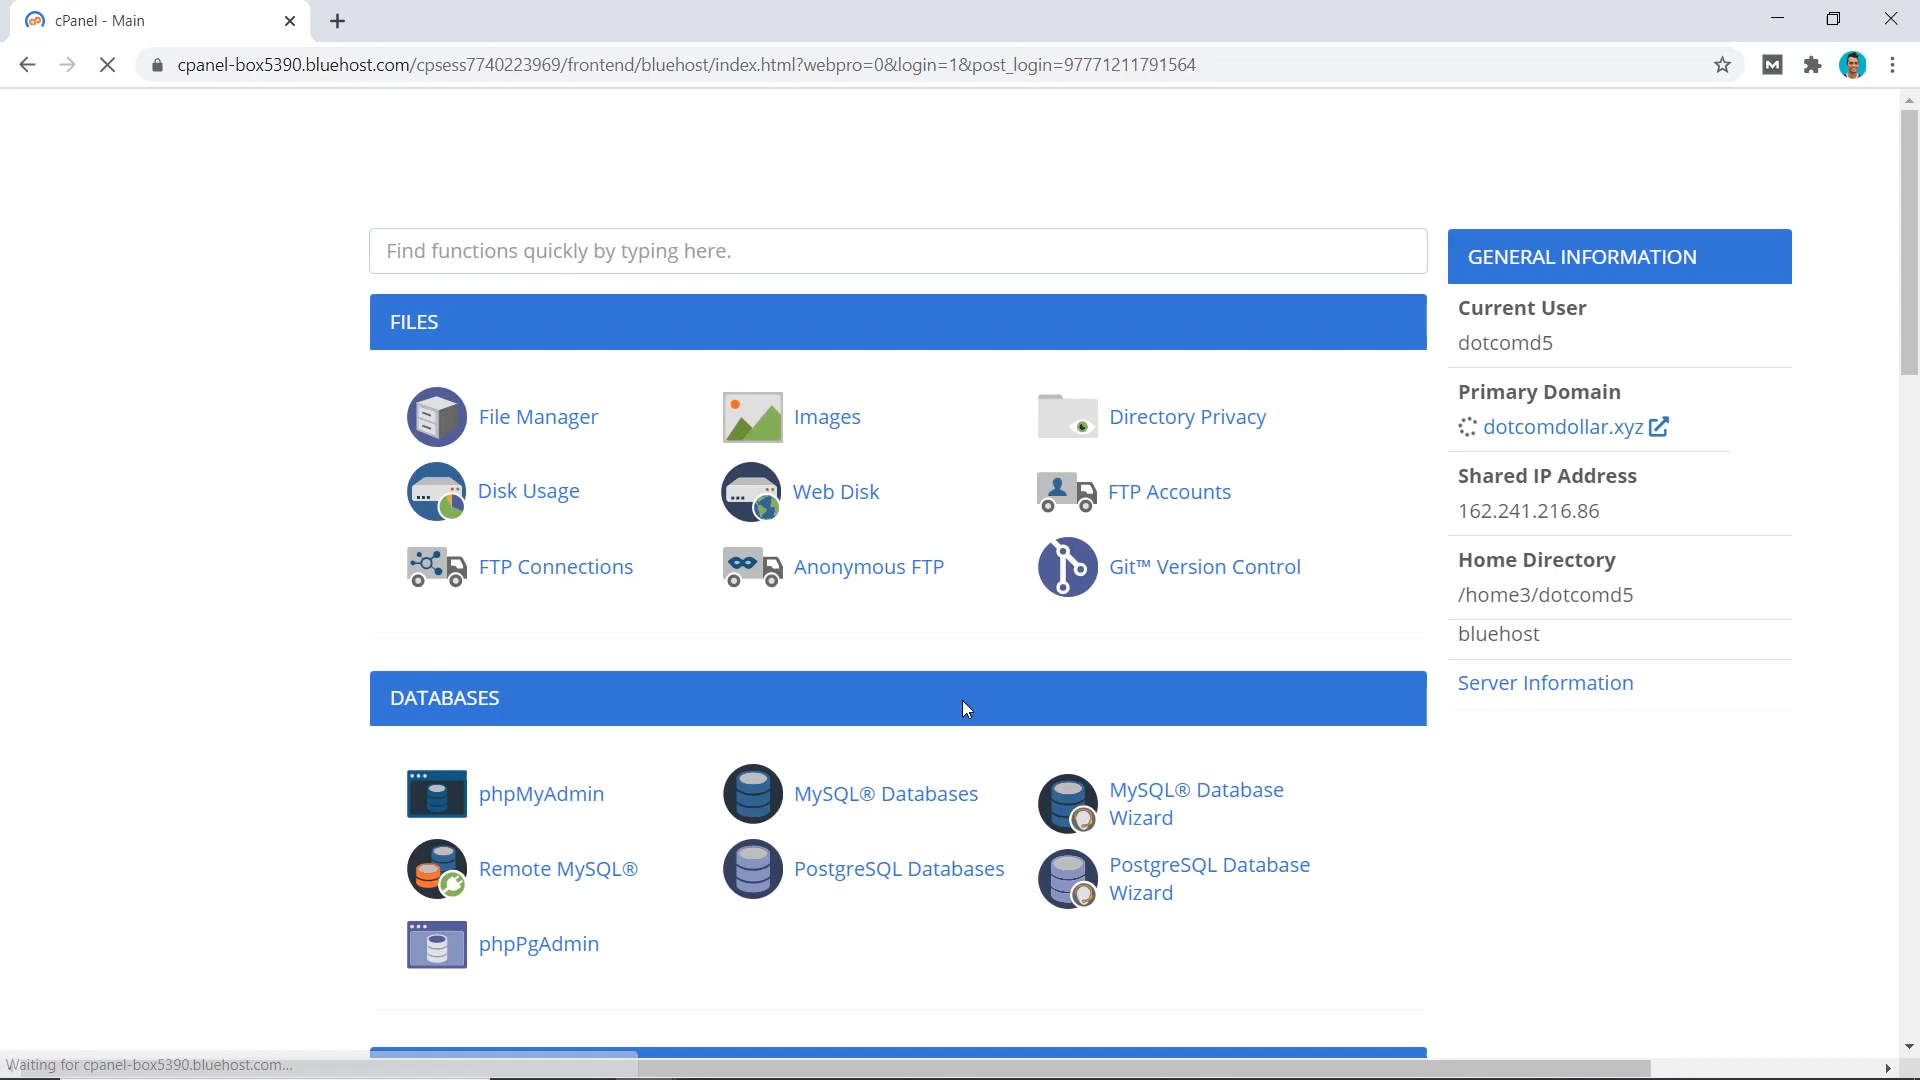 cPanel - Main
cpanel-box5390.bluehost.com/cpsess7740223969/frontend/bluehost/index.html?webpro=0&login=1&post_login=97771211791564
M
Find functions quickly by typing here.
FILES
File Manager
Images
Directory Privacy
Disk Usage
Web Disk
FTP Accounts
FTP Connections
Anonymous FTP
Git™ Version Control
DATABASES
phpMyAdmin
MySQL® Databases
MySQL® Database
Wizard
Remote MySQL®
PostgreSQL Databases
PostgreSQL Database
Wizard
phpPgAdmin
GENERAL INFORMATION
Current User
dotcomd5
Primary Domain
dotcomdollar.xyz
Shared IP Address
162.241.216.86
Home Directory
/home3/dotcomd5
bluehost
Server Information
Waiting for cpanel-box5390.bluehost.com...